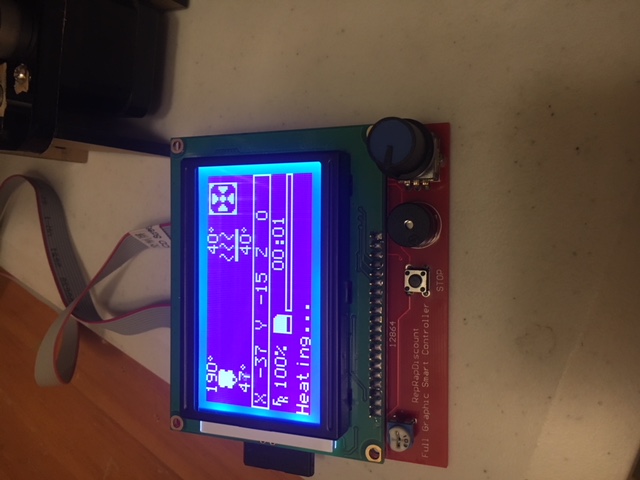 190° 40°
47° 40°
X -37 Y -15 Z 0
FR 100% 00:01
Heating...
12864
RepRapDiscount
Full Graphic Smart Controller
STOP